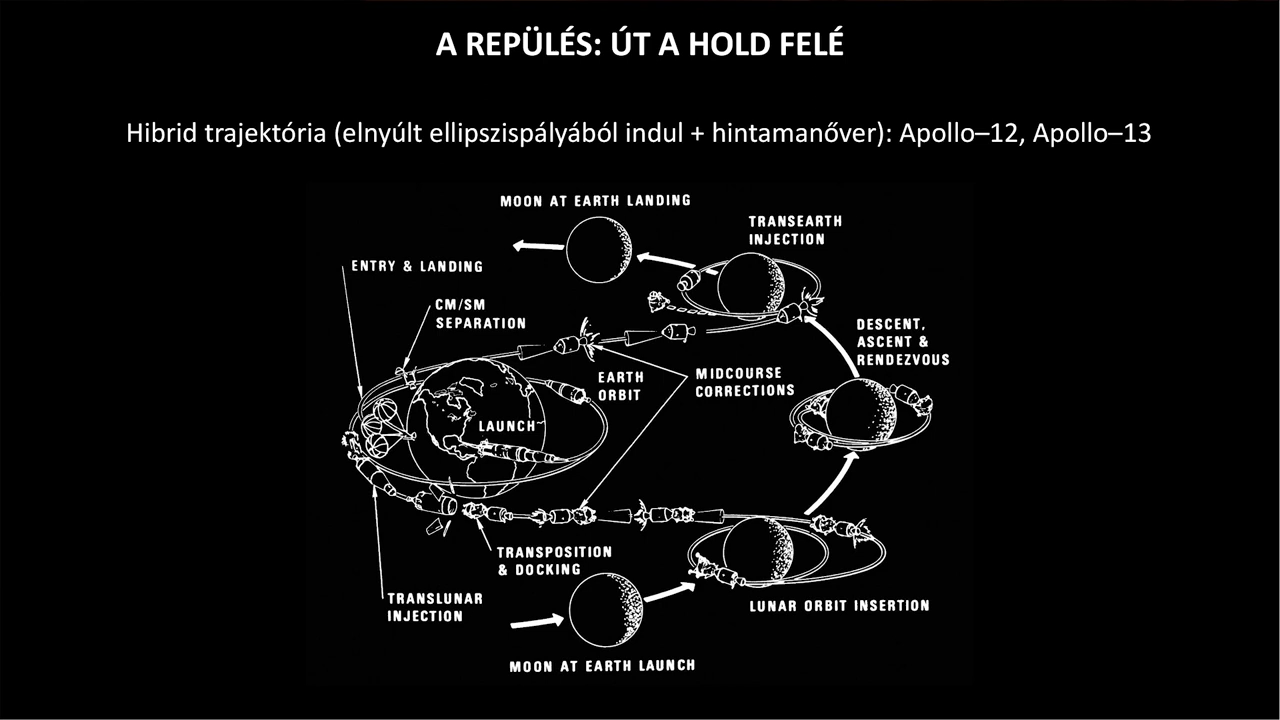 A REPÜLÉS: ÚT A HOLD FELÉ
Hibrid trajektória (elnyúlt ellipszispályából indul + hintamanőver): Apollo–12, Apollo–13
MOON AT EARTH LANDING
TRANSEARTH
INJECTION
ENTRY & LANDING
CM/SM
SEPARATION
DESCENT,
ASCENT &
RENDEZVOUS
EARTH
ORBIT
MIDCOURSE
CORRECTIONS
LAUNCH
TRANSPOSITION
& DOCKING
TRANSLUNAR
INJECTION
LUNAR ORBIT INSERTION
MOON AT EARTH LAUNCH